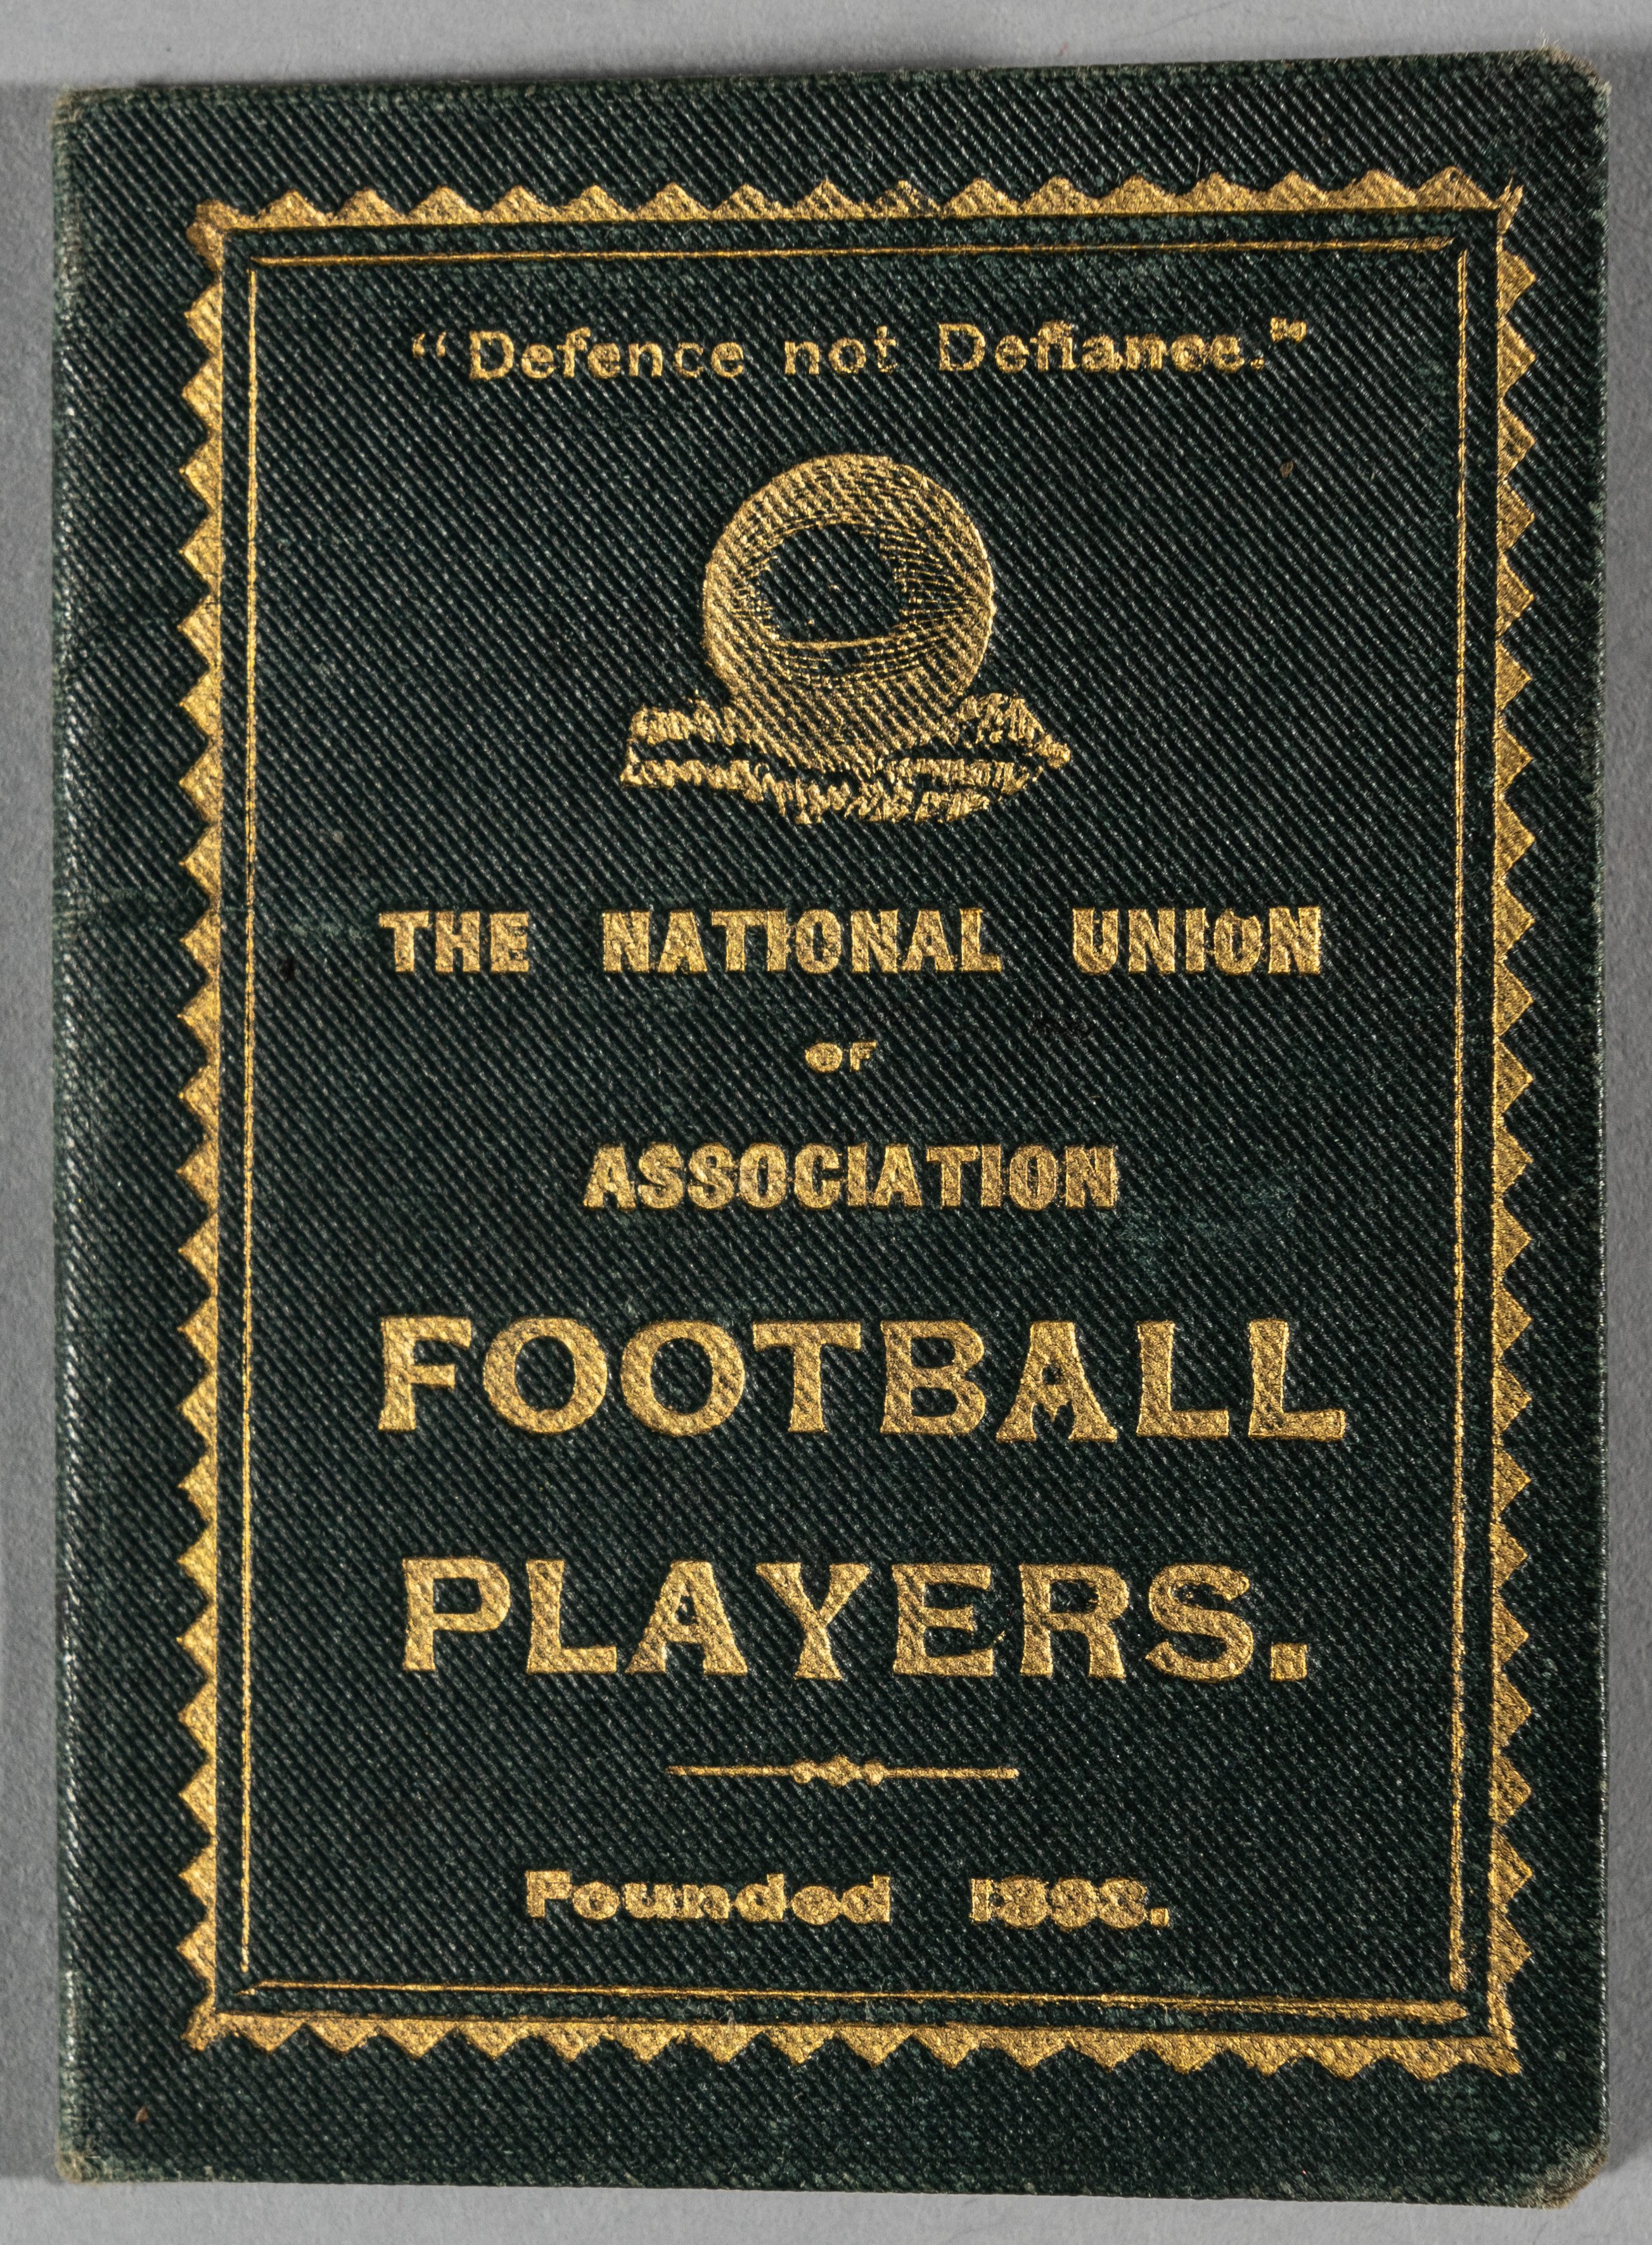 “Defence not Defiance.”
THE NATIONAL UNION
OF
ASSOCIATION
FOOTBALL
PLAYERS.
Founded 1898.